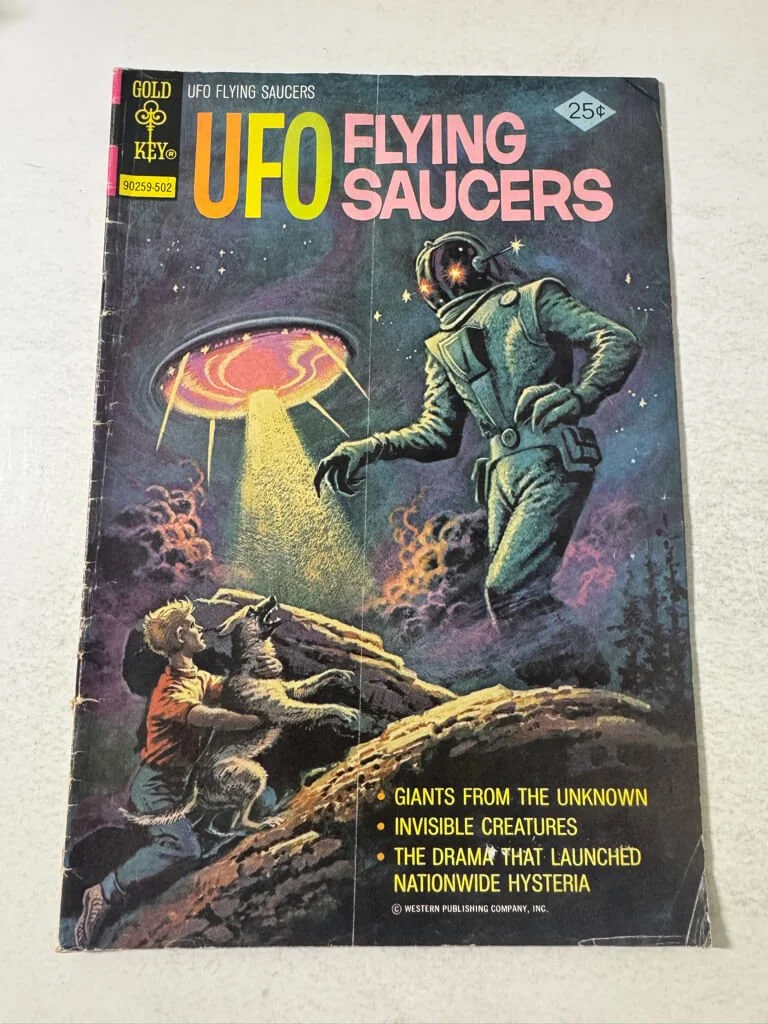 GOLD
KEY®
UFO FLYING SAUCERS
25¢
90259-502
UFO FLYING
SAUCERS
• GIANTS FROM THE UNKNOWN
• INVISIBLE CREATURES
• THE DRAMA THAT LAUNCHED
NATIONWIDE HYSTERIA
© WESTERN PUBLISHING COMPANY, INC.